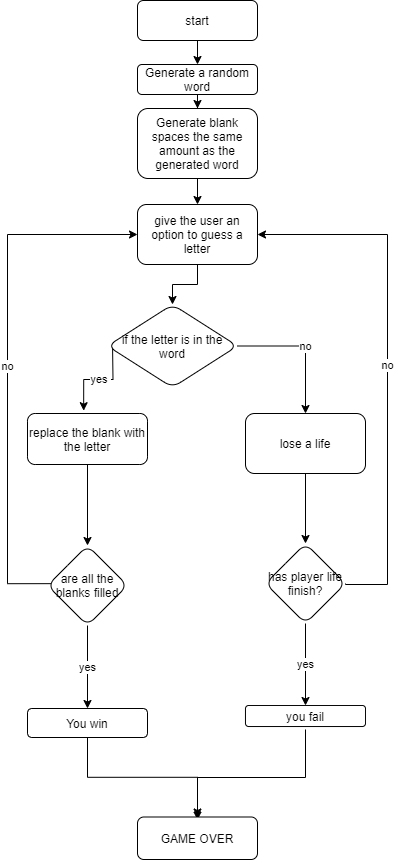 start
Generate a random
word
Generate blank
spaces the same
amount as the
generated word
give the user an
option to guess a
letter
if the letter is in the
word
no
yes
no
no
replace the blank with
the letter
lose a life
are all the
blanks filled
has player life
finish?
yes
yes
You win
you fail
GAME OVER